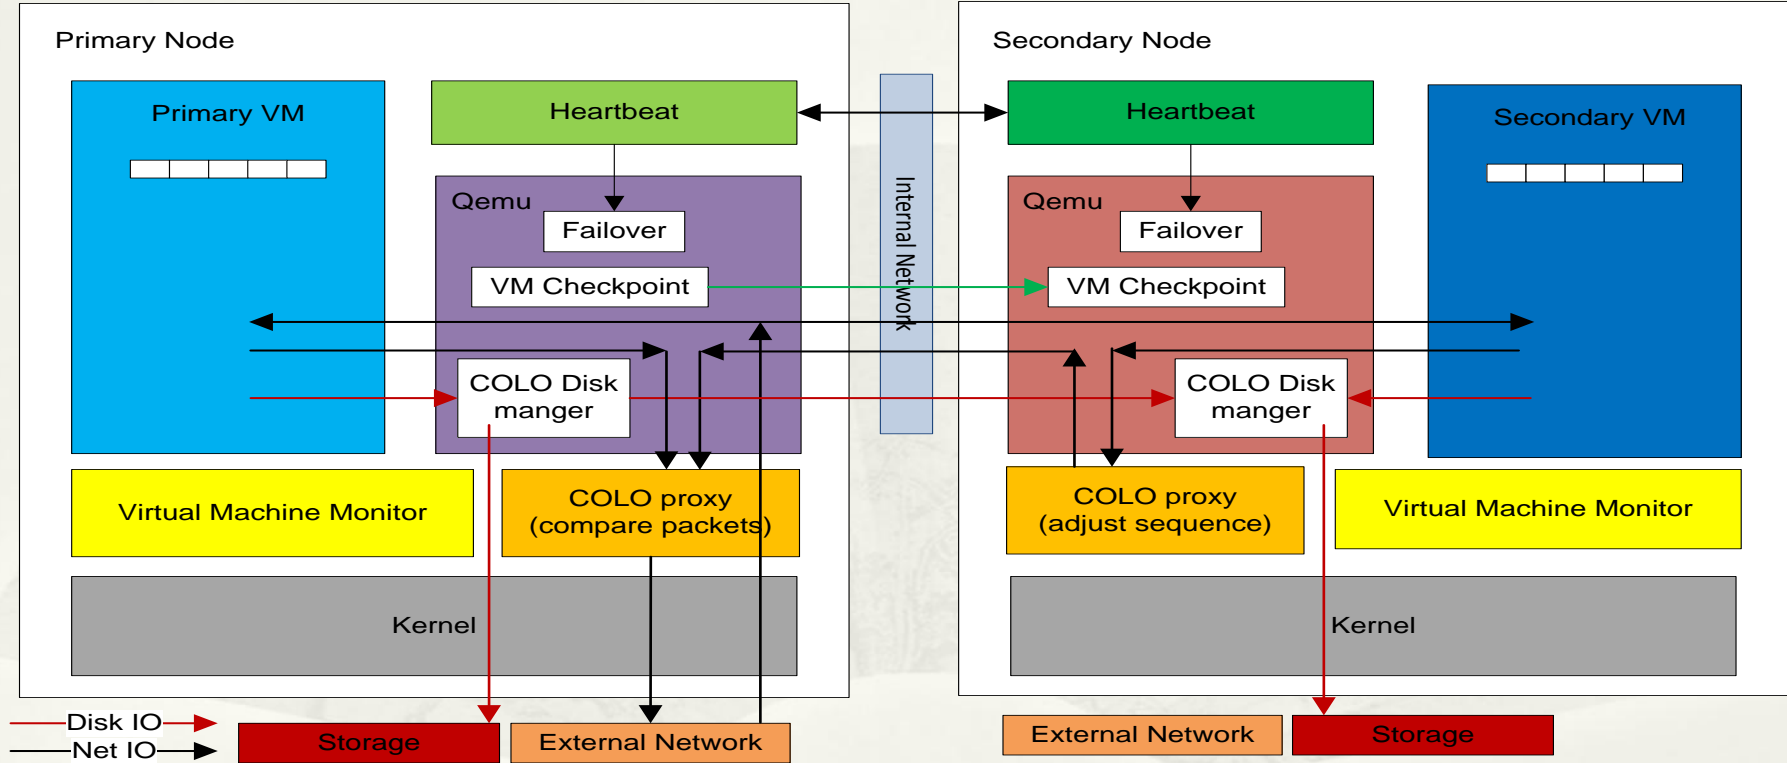 Primary Node
Primary VM
Heartbeat
Qemu
Failover
VM Checkpoint
COLO Disk
manger
Virtual Machine Monitor
COLO proxy
(compare packets)
Kernel
Internal Network
Secondary Node
Heartbeat
Secondary VM
Qemu
Failover
VM Checkpoint
COLO Disk
manger
COLO proxy
(adjust sequence)
Virtual Machine Monitor
Kernel
Disk IO
Net IO
Storage
External Network
External Network
Storage